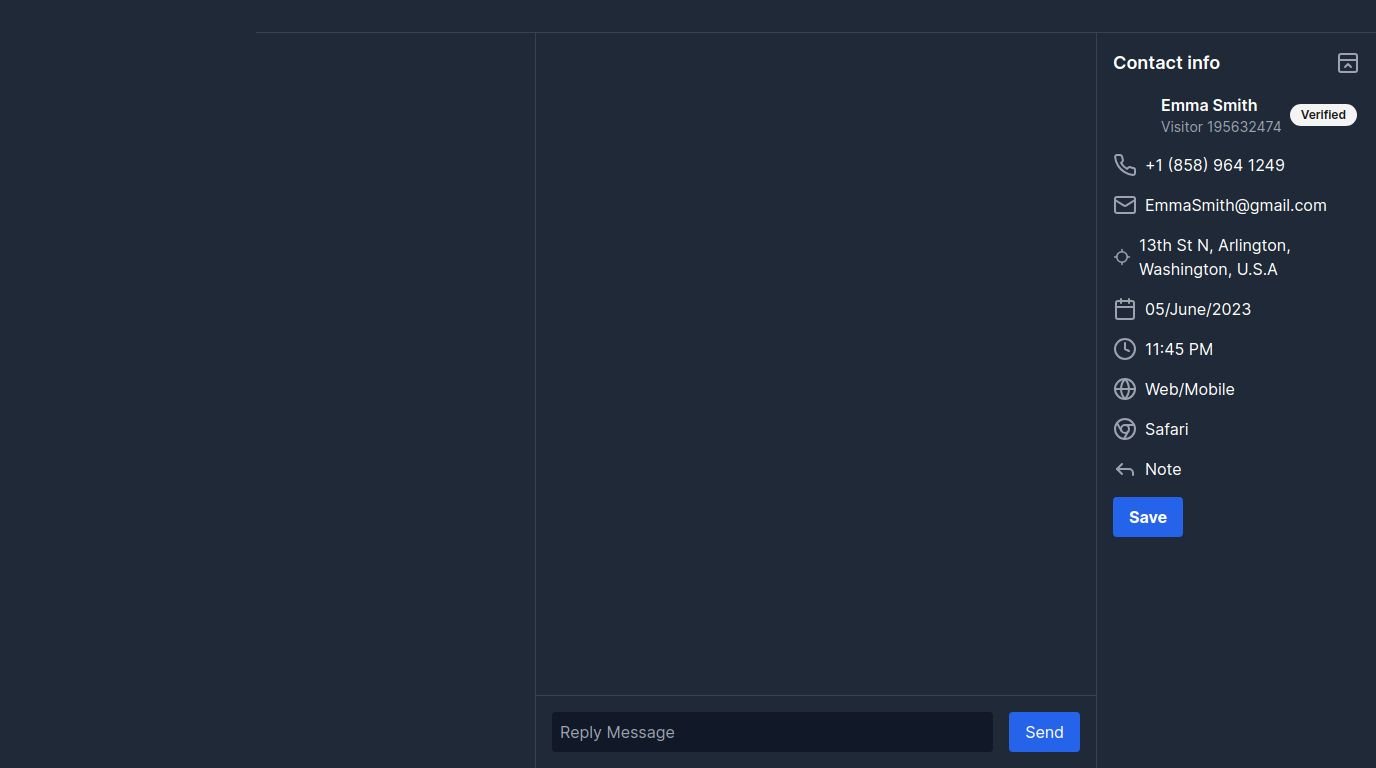 Contact info
Emma Smith
Visitor 195632474
Verified
+1 (858) 964 1249
EmmaSmith@gmail.com
13th St N, Arlington,
Washington, U.S.A
05/June/2023
11:45 PM
Web/Mobile
Safari
Note
Save
Reply Message
Send